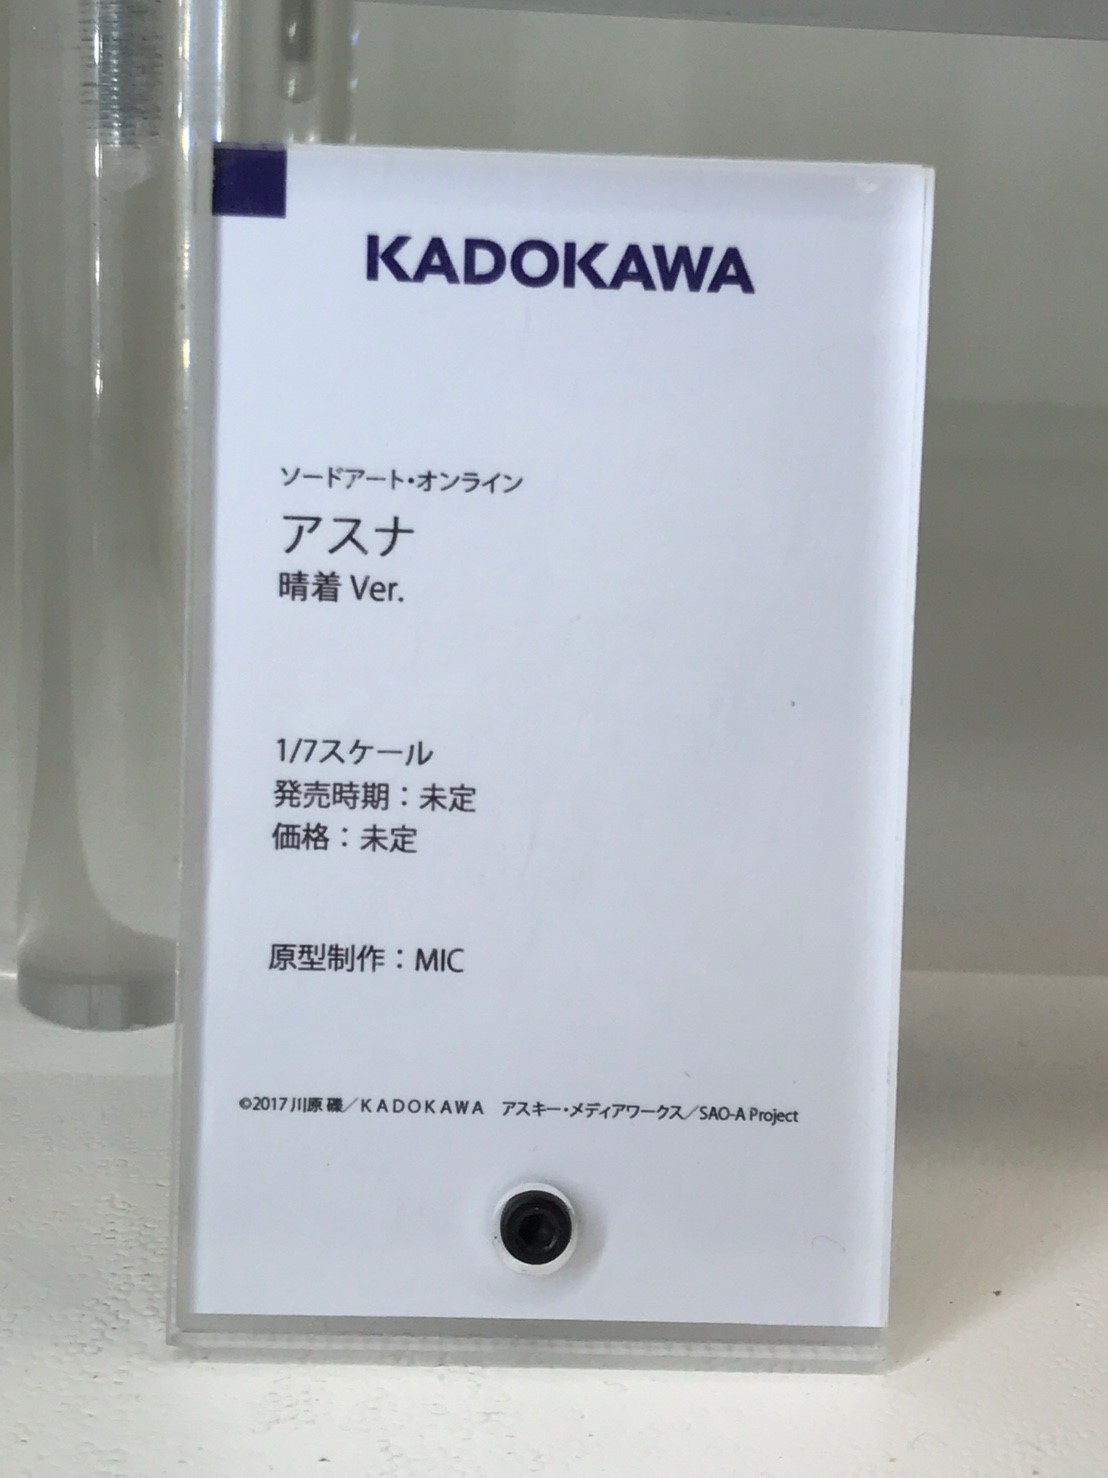 KADOKAWA
ソードアート・オンライン
アスナ
晴着 Ver.
1/7スケール
発売時期：未定
価格：未定
原型制作：MIC
©2017 川原 礫／KADOKAWA アスキー・メディアワークス／SAO-A Project